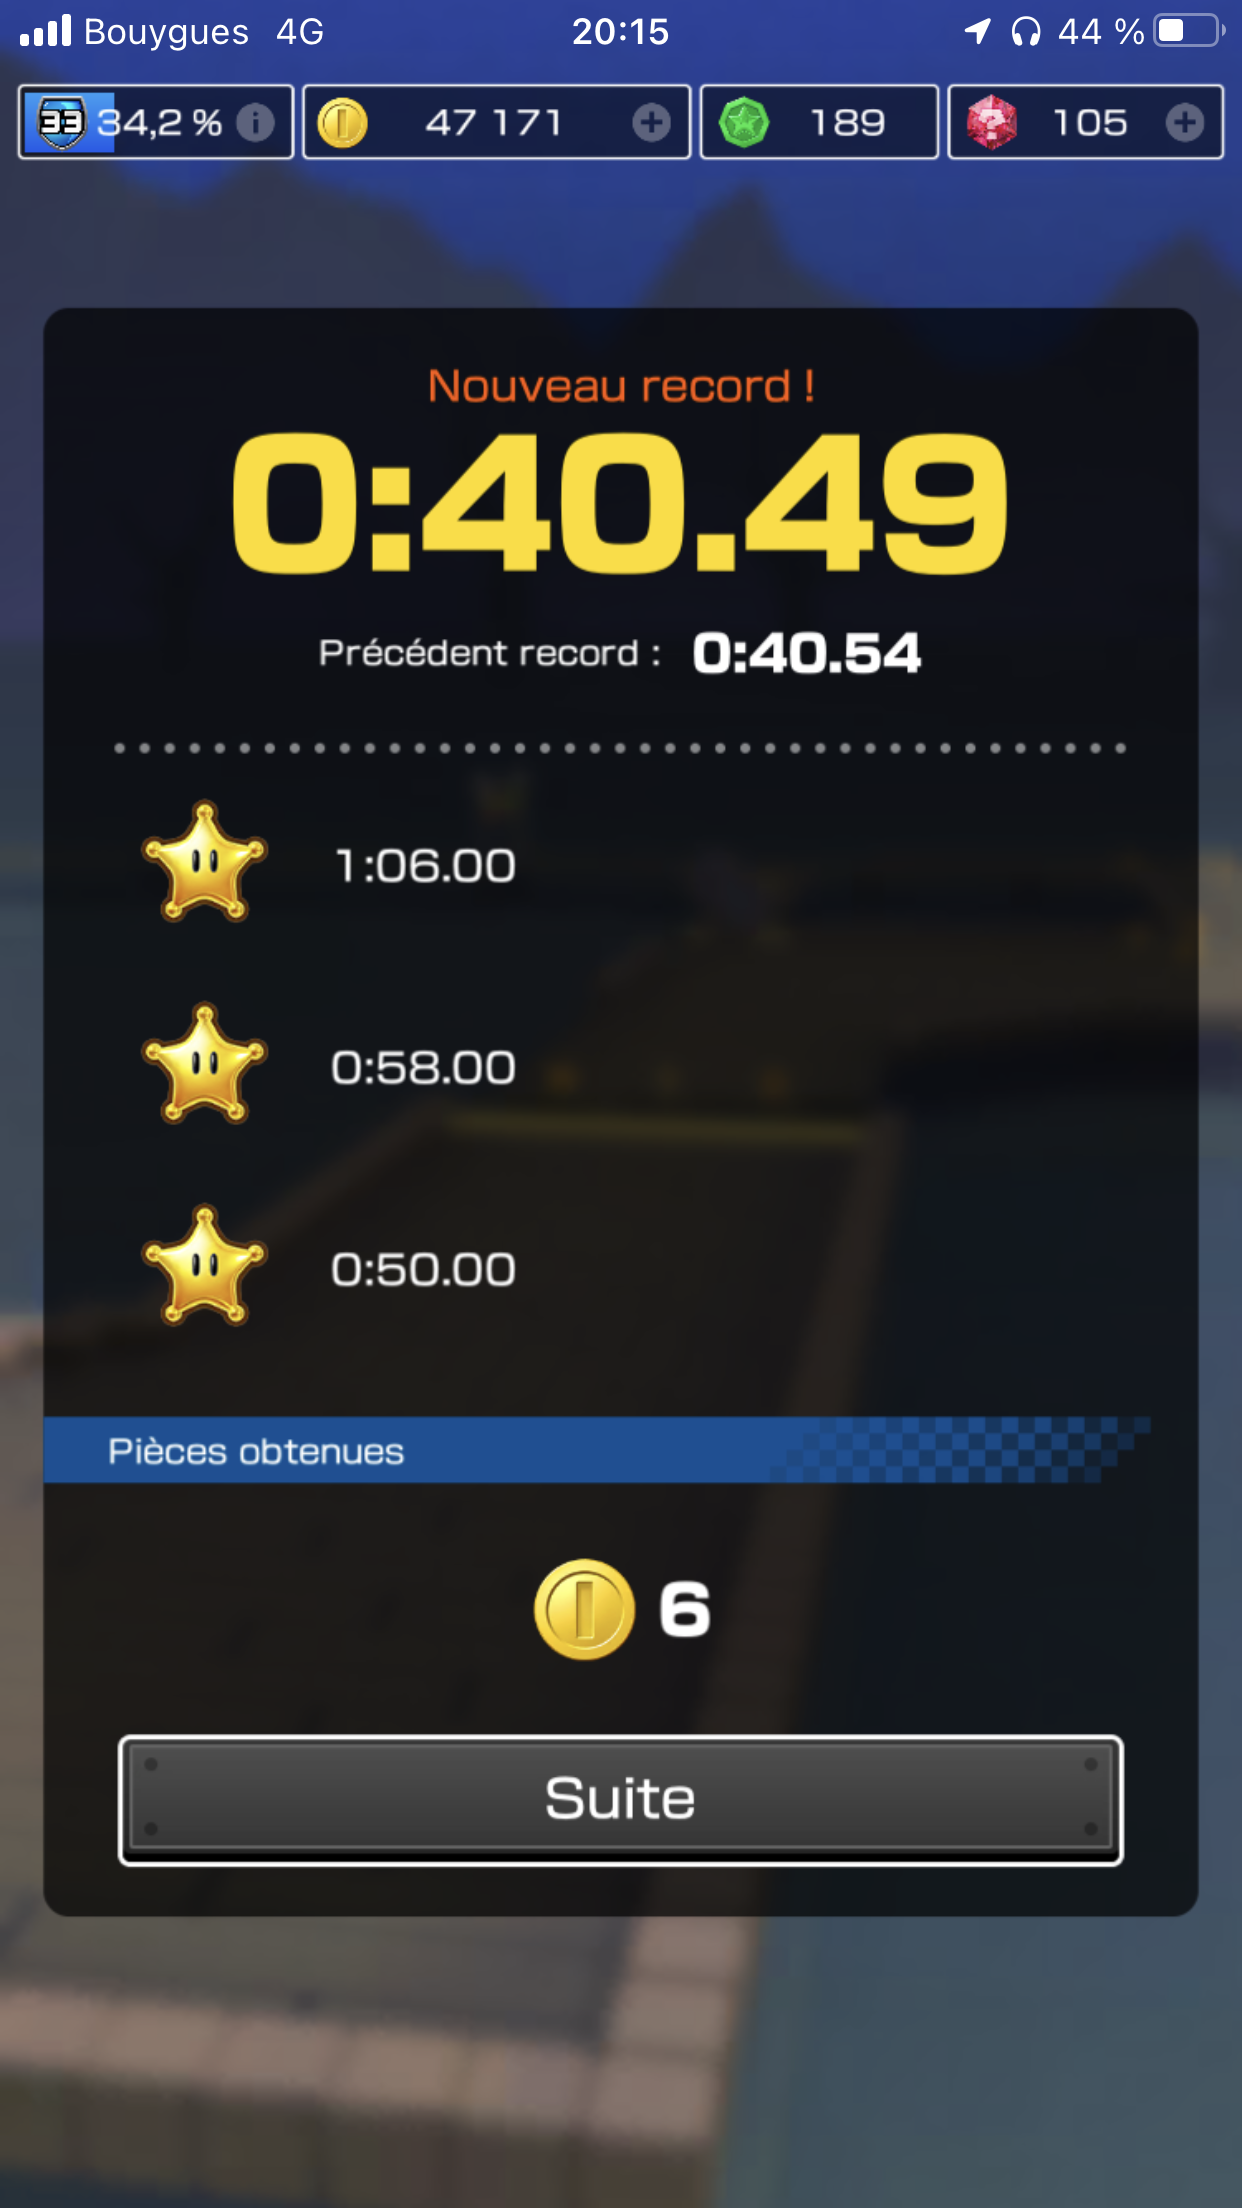 Bouygues 4G 20:15 44 %
33 34,2 % i 47 171 + 189 ? 105 +
Nouveau record !
0:40.49
Précédent record : 0:40.54
1:06.00
0:58.00
0:50.00
Pièces obtenues
6
Suite